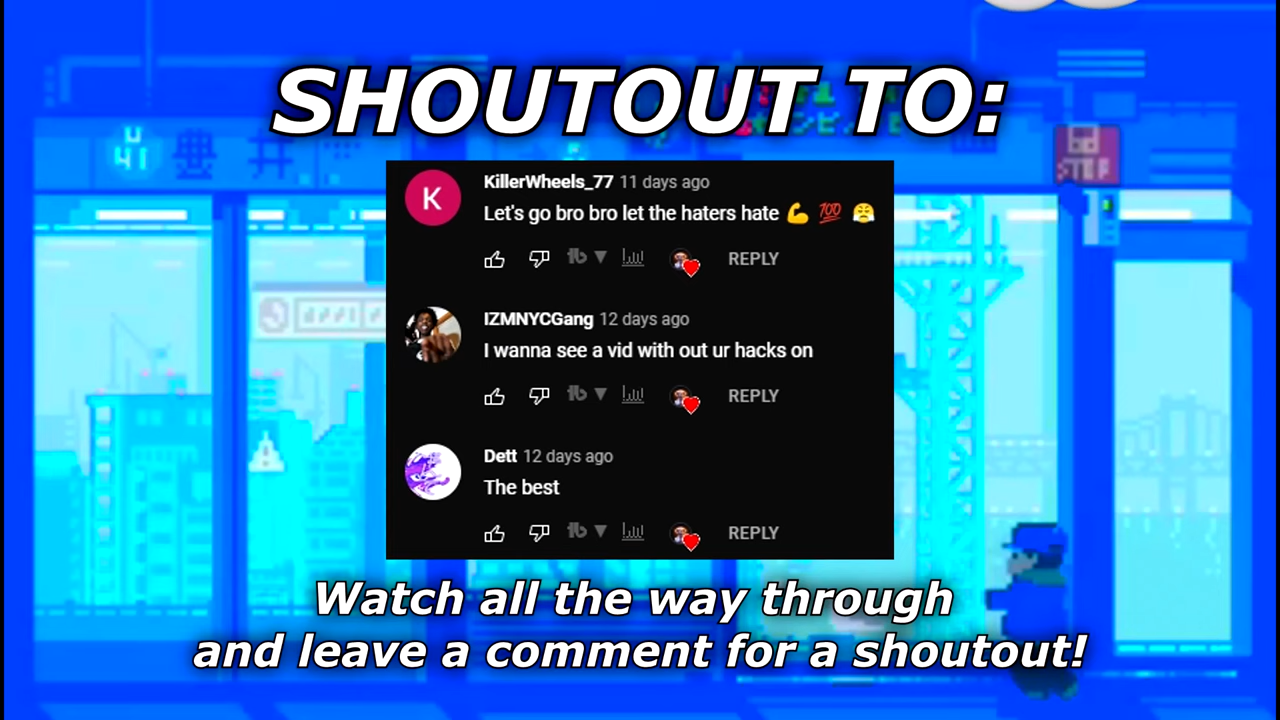 SHOUTOUT TO:
K
KillerWheels_77 11 days ago
Let's go bro bro let the haters hate 💪 💯 😤
REPLY
IZMNYCGang 12 days ago
I wanna see a vid with out ur hacks on
REPLY
Dett 12 days ago
The best
REPLY
Watch all the way through
and leave a comment for a shoutout!